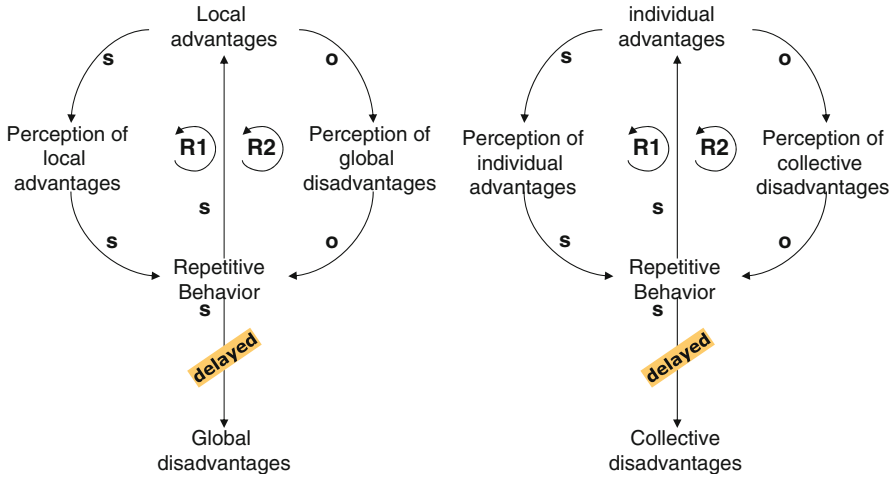 Local
advantages
s
o
Perception of
local
advantages
R1
R2
Perception of
global
disadvantages
s
s
o
Repetitive
Behavior
s
delayed
Global
disadvantages
individual
advantages
s
o
Perception of
individual
advantages
R1
R2
Perception of
collective
disadvantages
s
s
o
Repetitive
Behavior
s
delayed
Collective
disadvantages